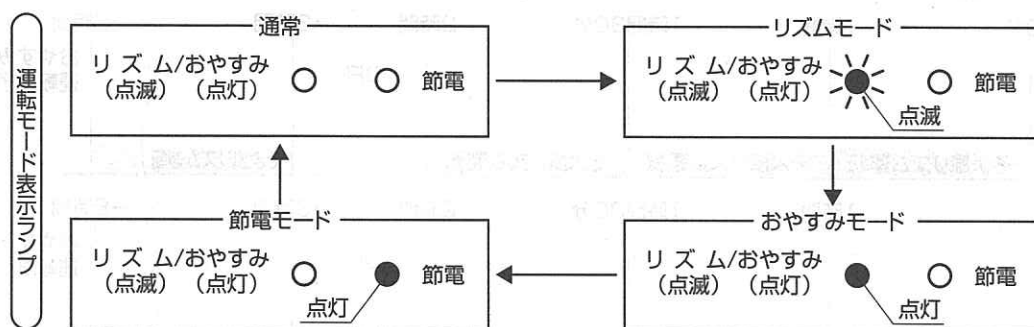 運転モード表示ランプ
通常
リズム/おやすみ 節電
(点滅) (点灯)
リズムモード
リズム/おやすみ 節電
(点滅) (点灯)
点滅
節電モード
リズム/おやすみ 節電
(点滅) (点灯)
点灯
おやすみモード
リズム/おやすみ 節電
(点滅) (点灯)
点灯